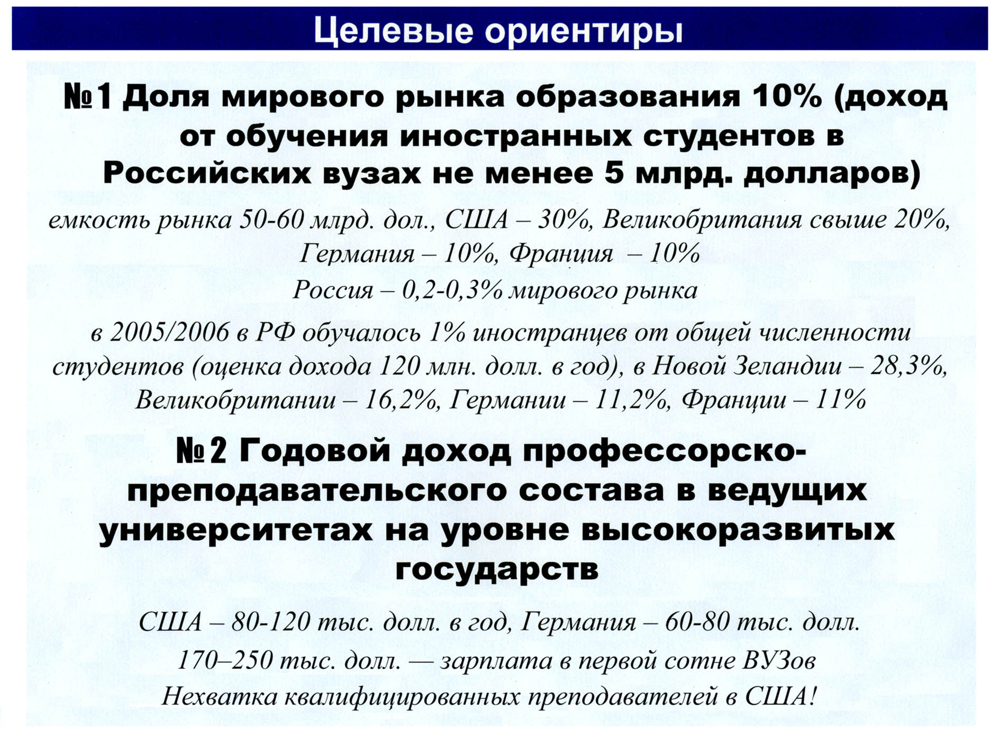 Целевые ориентиры
№1 Доля мирового рынка образования 10% (доход
от обучения иностранных студентов в
Российских вузах не менее 5 млрд. долларов)
емкость рынка 50-60 млрд. дол., США – 30%, Великобритания свыше 20%,
Германия – 10%, Франция – 10%
Россия – 0,2-0,3% мирового рынка
в 2005/2006 в РФ обучалось 1% иностранцев от общей численности
студентов (оценка дохода 120 млн. долл. в год), в Новой Зеландии – 28,3%,
Великобритании – 16,2%, Германии – 11,2%, Франции – 11%
№2 Годовой доход профессорско-
преподавательского состава в ведущих
университетах на уровне высокоразвитых
государств
США – 80-120 тыс. долл. в год, Германия – 60-80 тыс. долл.
170–250 тыс. долл. — зарплата в первой сотне ВУЗов
Нехватка квалифицированных преподавателей в США!